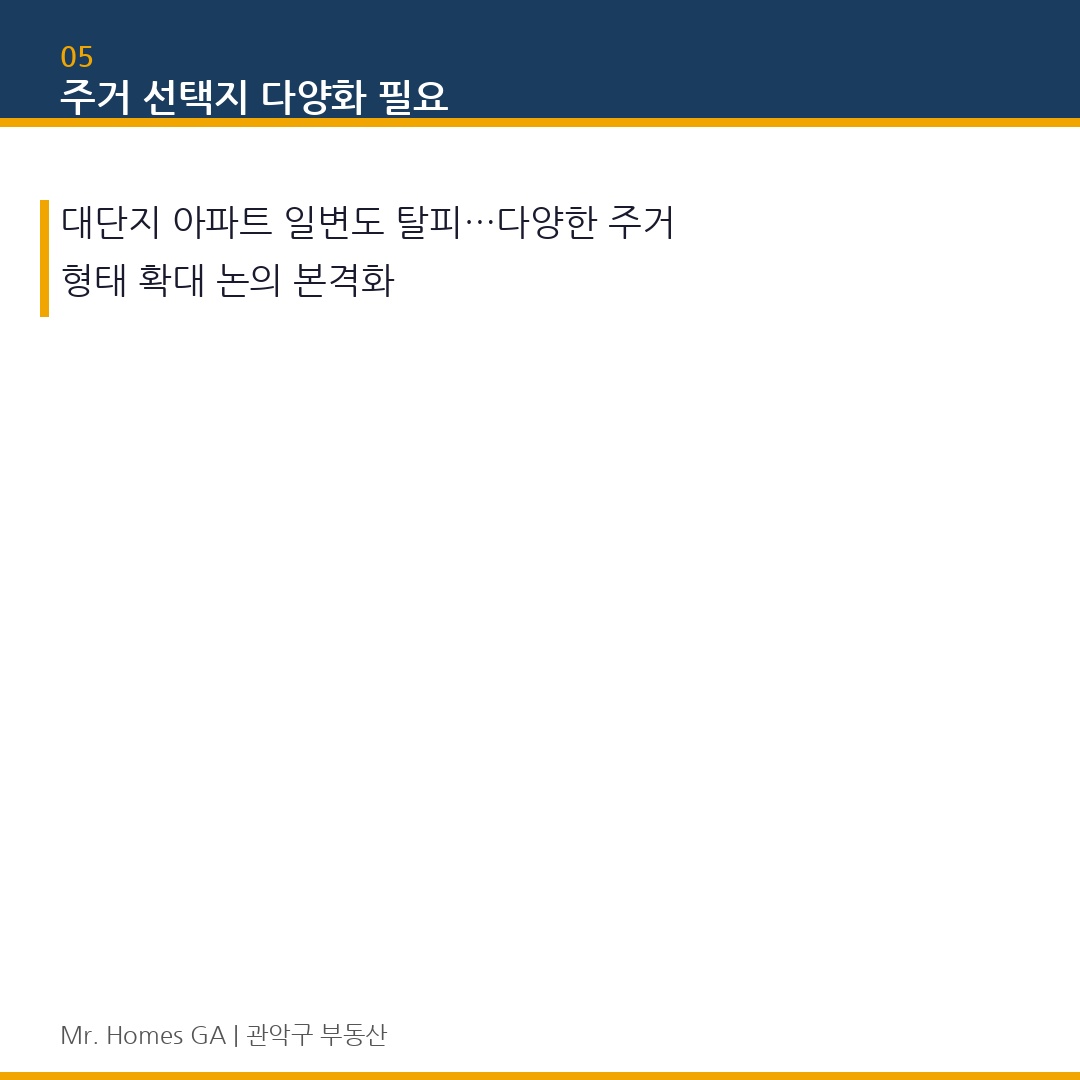 05
주거 선택지 다양화 필요
대단지 아파트 일변도 탈피…다양한 주거
형태 확대 논의 본격화
Mr. Homes GA | 관악구 부동산